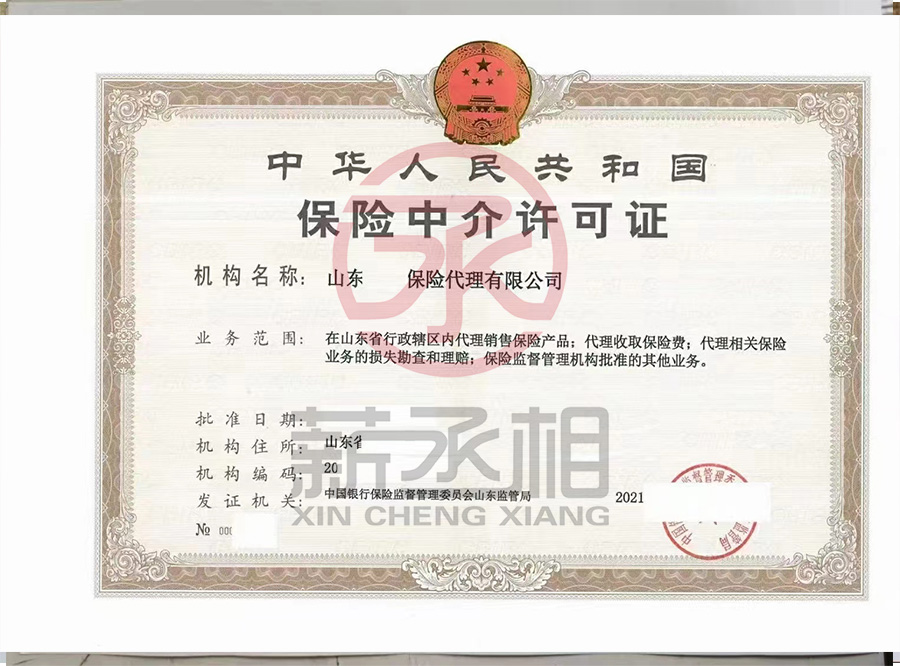 中华人民共和国
保险中介许可证
机构名称: 山东 保险代理有限公司
业务范围: 在山东省行政辖区内代理销售保险产品；代理收取保险费；代理相关保险
业务的损失勘查和理赔；保险监督管理机构批准的其他业务。
批准日期:
机构住所: 山东省
机构编码: 20
发证机关: 中国银行保险监督管理委员会山东监管局 2021
№ 000
薪丞相
XIN CHENG XIANG